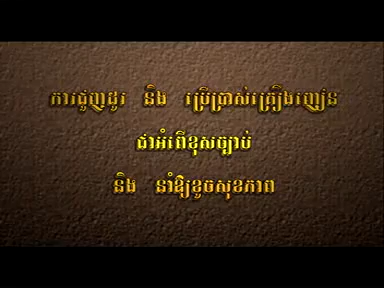 ការជួញដូរ និង ប្រើប្រាស់គ្រឿងញៀន
ជាអំពើខុសច្បាប់
និង នាំឱ្យខូចសុខភាព